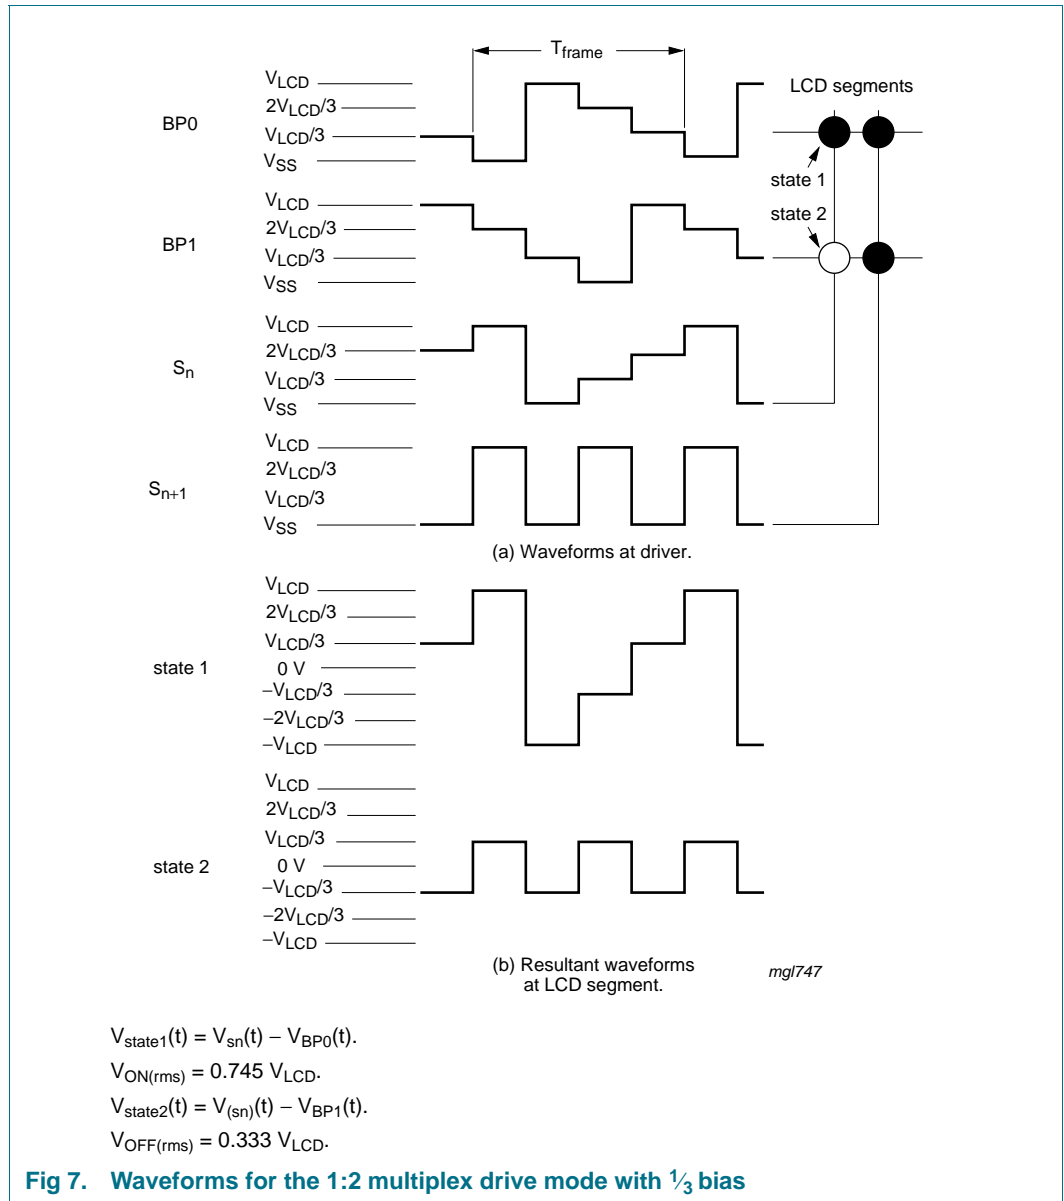 Tframe
LCD segments
BP0
VLCD
2VLCD/3
VLCD/3
VSS
state 1
state 2
BP1
VLCD
2VLCD/3
VLCD/3
VSS
Sn
VLCD
2VLCD/3
VLCD/3
VSS
Sn+1
VLCD
2VLCD/3
VLCD/3
VSS
(a) Waveforms at driver.
state 1
VLCD
2VLCD/3
VLCD/3
0 V
−VLCD/3
−2VLCD/3
−VLCD
state 2
VLCD
2VLCD/3
VLCD/3
0 V
−VLCD/3
−2VLCD/3
−VLCD
(b) Resultant waveforms
at LCD segment.
mgl747
Vstate1(t) = Vsn(t) − VBP0(t).
VON(rms) = 0.745 VLCD.
Vstate2(t) = V(sn)(t) − VBP1(t).
VOFF(rms) = 0.333 VLCD.
Fig 7. Waveforms for the 1:2 multiplex drive mode with 1⁄3 bias